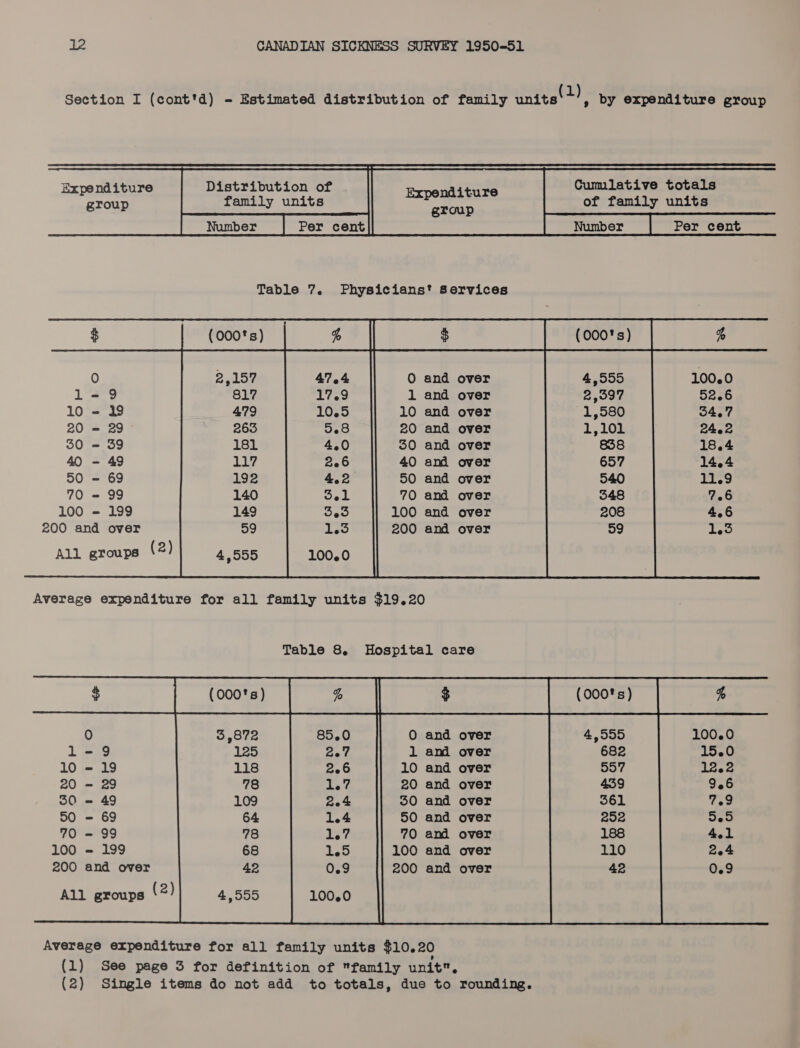 12 CANADIAN SICKNESS SURVEY 1950-51
Section I (cont'd) - Estimated distribution of family units(1), by expenditure group
Expenditure group | Distribution of family units | Expenditure group | Cumulative totals of family units
Number | Per cent | Number | Per cent
Table 7. Physicians' services
$ | (000's) | % | $ | (000's) | %
0 | 2,157 | 47.4 | 0 and over | 4,555 | 100.0
1 - 9 | 817 | 17.9 | 1 and over | 2,397 | 52.6
10 - 19 | 479 | 10.5 | 10 and over | 1,580 | 34.7
20 - 29 | 263 | 5.8 | 20 and over | 1,101 | 24.2
30 - 39 | 181 | 4.0 | 30 and over | 838 | 18.4
40 - 49 | 117 | 2.6 | 40 and over | 657 | 14.4
50 - 69 | 192 | 4.2 | 50 and over | 540 | 11.9
70 - 99 | 140 | 3.1 | 70 and over | 348 | 7.6
100 - 199 | 149 | 3.3 | 100 and over | 208 | 4.6
200 and over | 59 | 1.3 | 200 and over | 59 | 1.3
All groups (2) | 4,555 | 100.0
Average expenditure for all family units $19.20
Table 8. Hospital care
$ | (000's) | % | $ | (000's) | %
0 | 3,872 | 85.0 | 0 and over | 4,555 | 100.0
1 - 9 | 125 | 2.7 | 1 and over | 682 | 15.0
10 - 19 | 118 | 2.6 | 10 and over | 557 | 12.2
20 - 29 | 78 | 1.7 | 20 and over | 439 | 9.6
30 - 49 | 109 | 2.4 | 30 and over | 361 | 7.9
50 - 69 | 64 | 1.4 | 50 and over | 252 | 5.5
70 - 99 | 78 | 1.7 | 70 and over | 188 | 4.1
100 - 199 | 68 | 1.5 | 100 and over | 110 | 2.4
200 and over | 42 | 0.9 | 200 and over | 42 | 0.9
All groups (2) | 4,555 | 100.0
Average expenditure for all family units $10.20
(1) See page 3 for definition of "family unit".
(2) Single items do not add to totals, due to rounding.